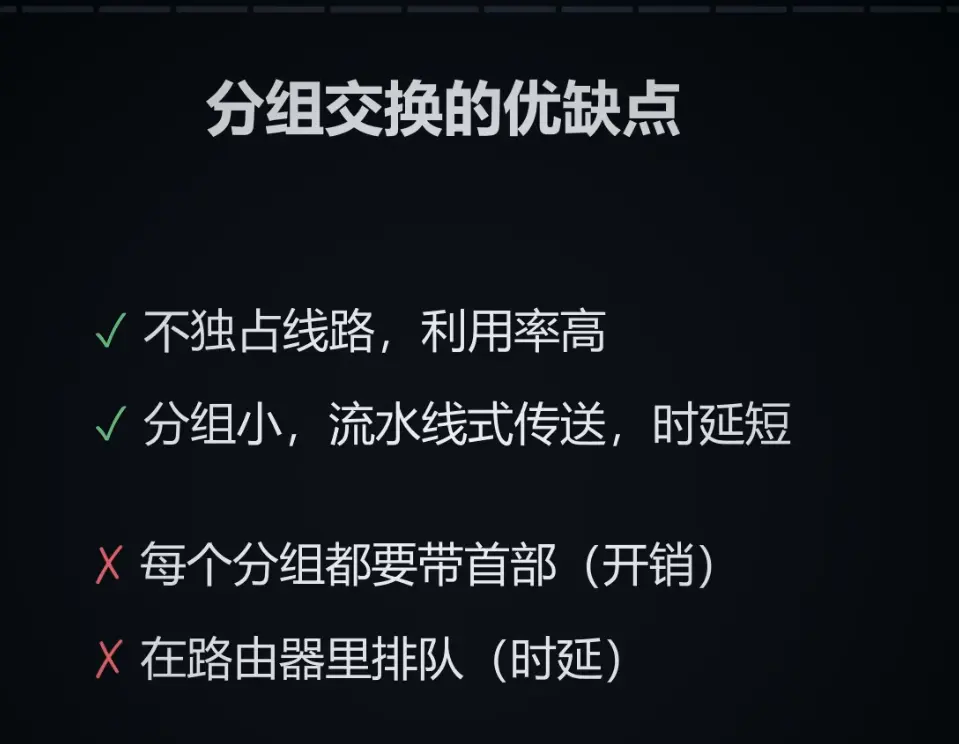 分组交换的优缺点
✓ 不独占线路，利用率高
✓ 分组小，流水线式传送，时延短
✗ 每个分组都要带首部（开销）
✗ 在路由器里排队（时延）